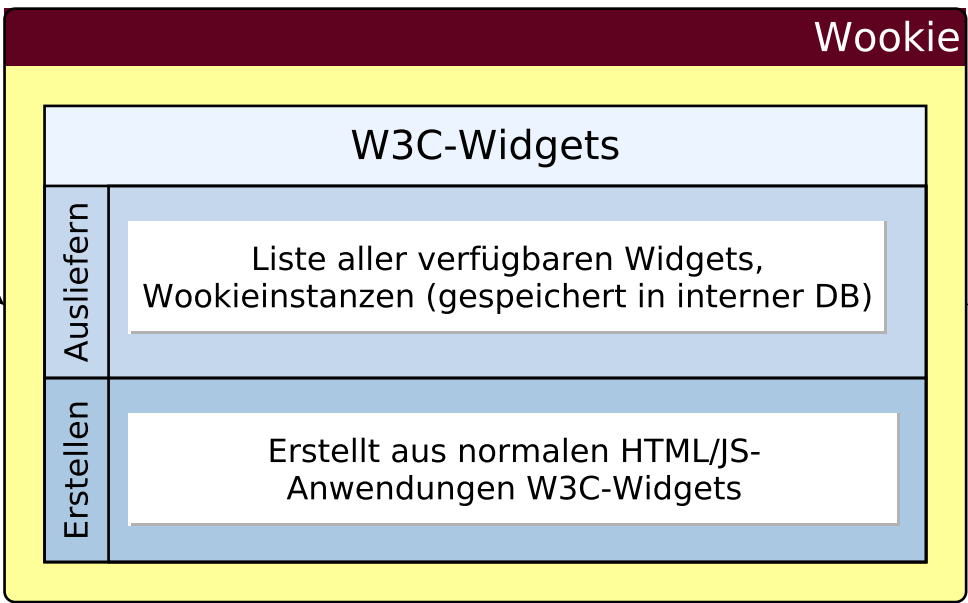 Wookie
W3C-Widgets
Ausliefern
Liste aller verfügbaren Widgets,
Wookieinstanzen (gespeichert in interner DB)
Erstellen
Erstellt aus normalen HTML/JS-
Anwendungen W3C-Widgets